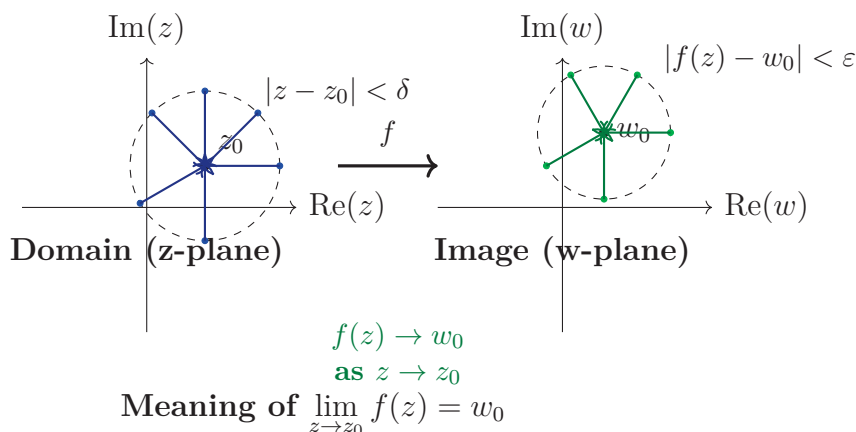 Im(z)
Im(w)
|z − z₀| < δ
|f(z) − w₀| < ε
z₀
f
w₀
Re(z)
Re(w)
Domain (z-plane)
Image (w-plane)
f(z) → w₀
as z → z₀
Meaning of lim_{z→z₀} f(z) = w₀